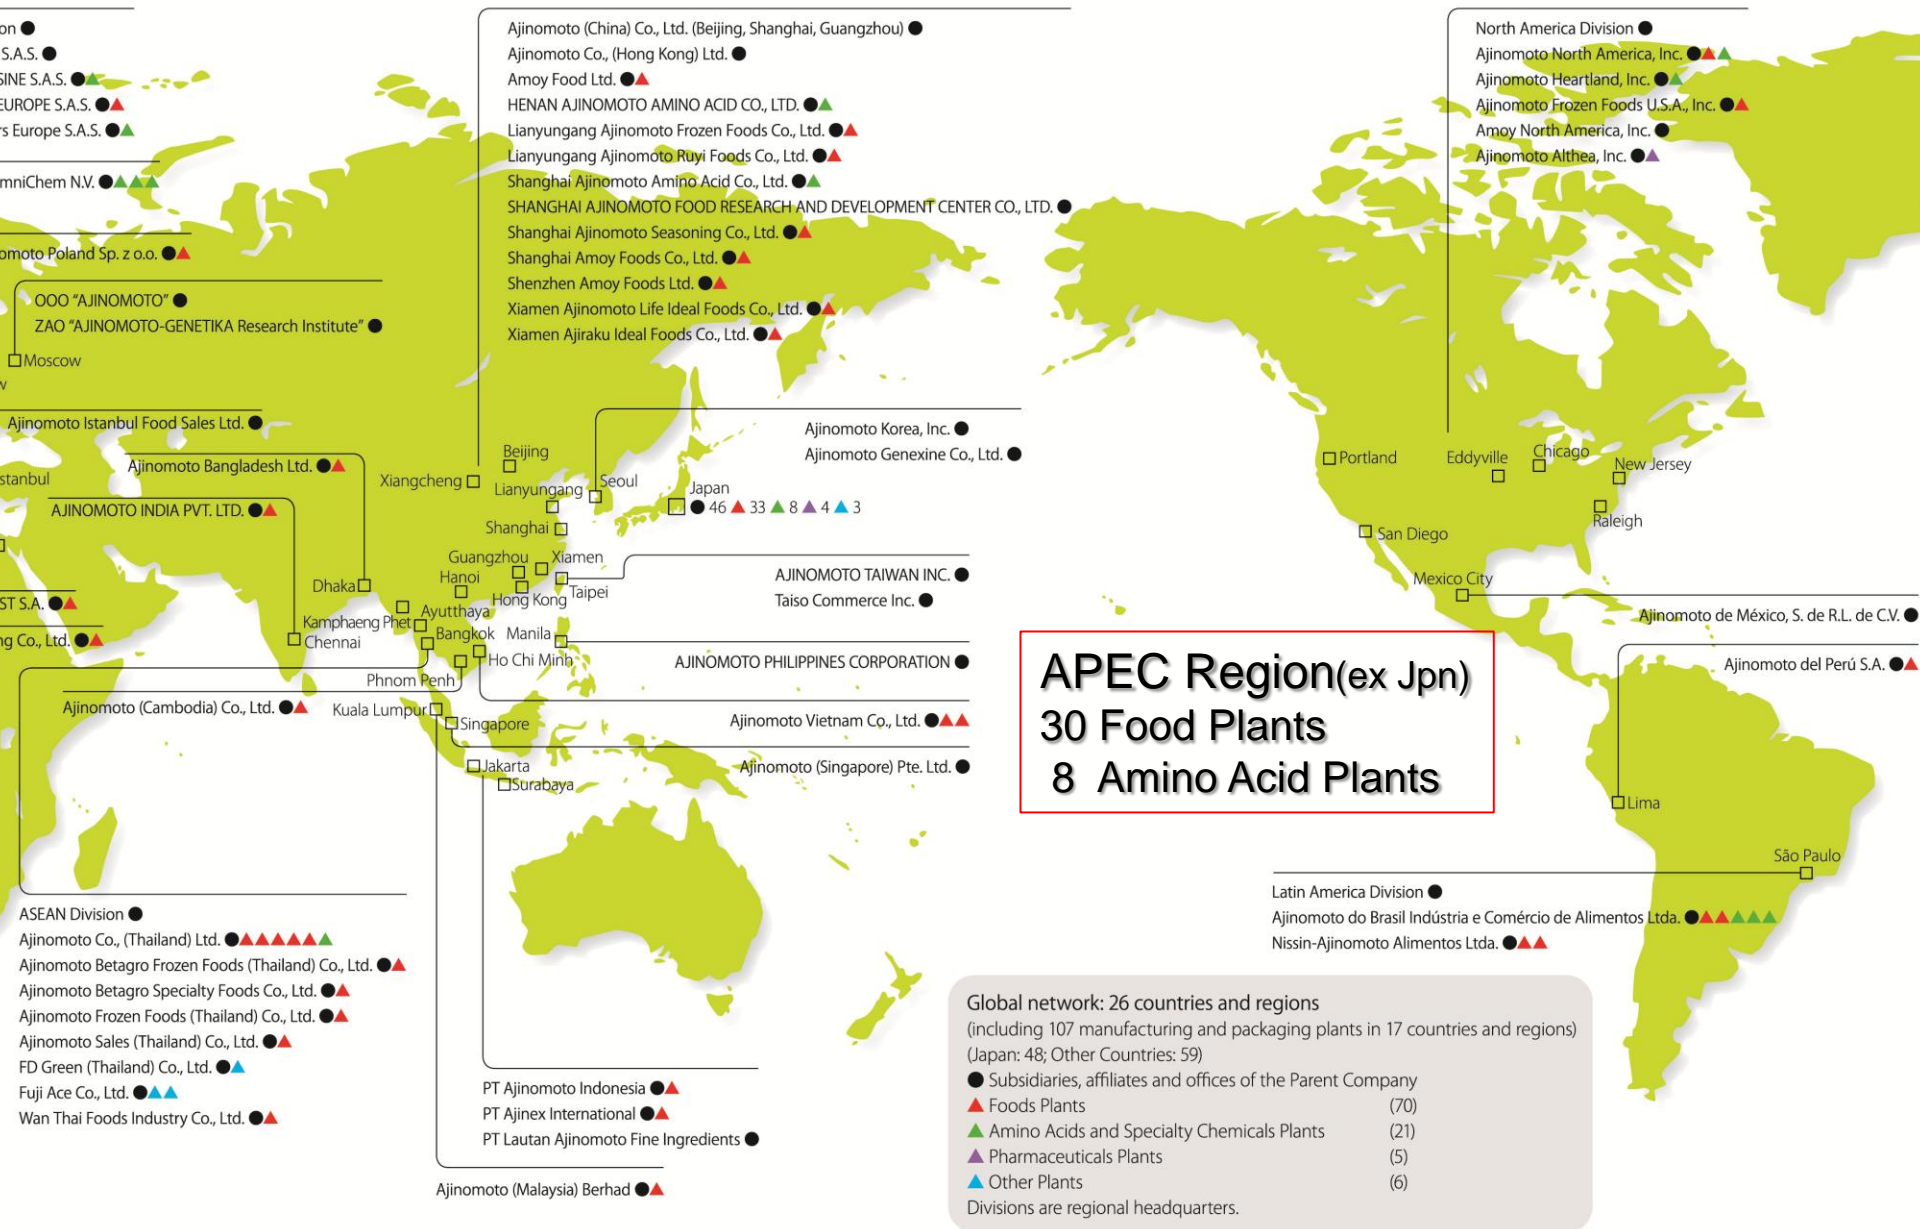 on ●
S.A.S. ●
SINE S.A.S. ●▲
EUROPE S.A.S. ●▲
rs Europe S.A.S. ●▲
mniChem N.V. ●▲▲▲
omoto Poland Sp. z o.o. ●▲
OOO “AJINOMOTO” ●
ZAO “AJINOMOTO-GENETIKA Research Institute” ●
Moscow
w
Ajinomoto Istanbul Food Sales Ltd. ●
stanbul
Ajinomoto Bangladesh Ltd. ●▲
AJINOMOTO INDIA PVT. LTD. ●▲
ST S.A. ●▲
ng Co., Ltd. ●▲
Ajinomoto (Cambodia) Co., Ltd. ●▲
Ajinomoto (China) Co., Ltd. (Beijing, Shanghai, Guangzhou) ●
Ajinomoto Co., (Hong Kong) Ltd. ●
Amoy Food Ltd. ●▲
HENAN AJINOMOTO AMINO ACID CO., LTD. ●▲
Lianyungang Ajinomoto Frozen Foods Co., Ltd. ●▲
Lianyungang Ajinomoto Ruyi Foods Co., Ltd. ●▲
Shanghai Ajinomoto Amino Acid Co., Ltd. ●▲
SHANGHAI AJINOMOTO FOOD RESEARCH AND DEVELOPMENT CENTER CO., LTD. ●
Shanghai Ajinomoto Seasoning Co., Ltd. ●▲
Shanghai Amoy Foods Co., Ltd. ●▲
Shenzhen Amoy Foods Ltd. ●▲
Xiamen Ajinomoto Life Ideal Foods Co., Ltd. ●▲
Xiamen Ajiraku Ideal Foods Co., Ltd. ●▲
Ajinomoto Korea, Inc. ●
Ajinomoto Genexine Co., Ltd. ●
Beijing
Xiangcheng
Lianyungang
Seoul
Japan
● 46 ▲ 33 ▲ 8 ▲ 4 ▲ 3
Shanghai
Guangzhou
Xiamen
Hanoi
Hong Kong
Taipei
Dhaka
Kamphaeng Phet
Ayutthaya
Chennai
Bangkok
Manila
Ho Chi Minh
Phnom Penh
Kuala Lumpur
Singapore
Jakarta
Surabaya
AJINOMOTO TAIWAN INC. ●
Taiso Commerce Inc. ●
AJINOMOTO PHILIPPINES CORPORATION ●
Ajinomoto Vietnam Co., Ltd. ●▲▲
Ajinomoto (Singapore) Pte. Ltd. ●
North America Division ●
Ajinomoto North America, Inc. ●▲▲
Ajinomoto Heartland, Inc. ●▲
Ajinomoto Frozen Foods U.S.A., Inc. ●▲
Amoy North America, Inc. ●
Ajinomoto Althea, Inc. ●▲
Portland
Eddyville
Chicago
New Jersey
Raleigh
San Diego
Mexico City
Ajinomoto de México, S. de R.L. de C.V. ●
Ajinomoto del Perú S.A. ●▲
Lima
São Paulo
APEC Region(ex Jpn)
30 Food Plants
8 Amino Acid Plants
Latin America Division ●
Ajinomoto do Brasil Indústria e Comércio de Alimentos Ltda. ●▲▲▲▲▲
Nissin-Ajinomoto Alimentos Ltda. ●▲▲
ASEAN Division ●
Ajinomoto Co., (Thailand) Ltd. ●▲▲▲▲▲▲
Ajinomoto Betagro Frozen Foods (Thailand) Co., Ltd. ●▲
Ajinomoto Betagro Specialty Foods Co., Ltd. ●▲
Ajinomoto Frozen Foods (Thailand) Co., Ltd. ●▲
Ajinomoto Sales (Thailand) Co., Ltd. ●▲
FD Green (Thailand) Co., Ltd. ●▲
Fuji Ace Co., Ltd. ●▲▲
Wan Thai Foods Industry Co., Ltd. ●▲
PT Ajinomoto Indonesia ●▲
PT Ajinex International ●▲
PT Lautan Ajinomoto Fine Ingredients ●
Ajinomoto (Malaysia) Berhad ●▲
Global network: 26 countries and regions
(including 107 manufacturing and packaging plants in 17 countries and regions)
(Japan: 48; Other Countries: 59)
● Subsidiaries, affiliates and offices of the Parent Company
▲ Foods Plants (70)
▲ Amino Acids and Specialty Chemicals Plants (21)
▲ Pharmaceuticals Plants (5)
▲ Other Plants (6)
Divisions are regional headquarters.